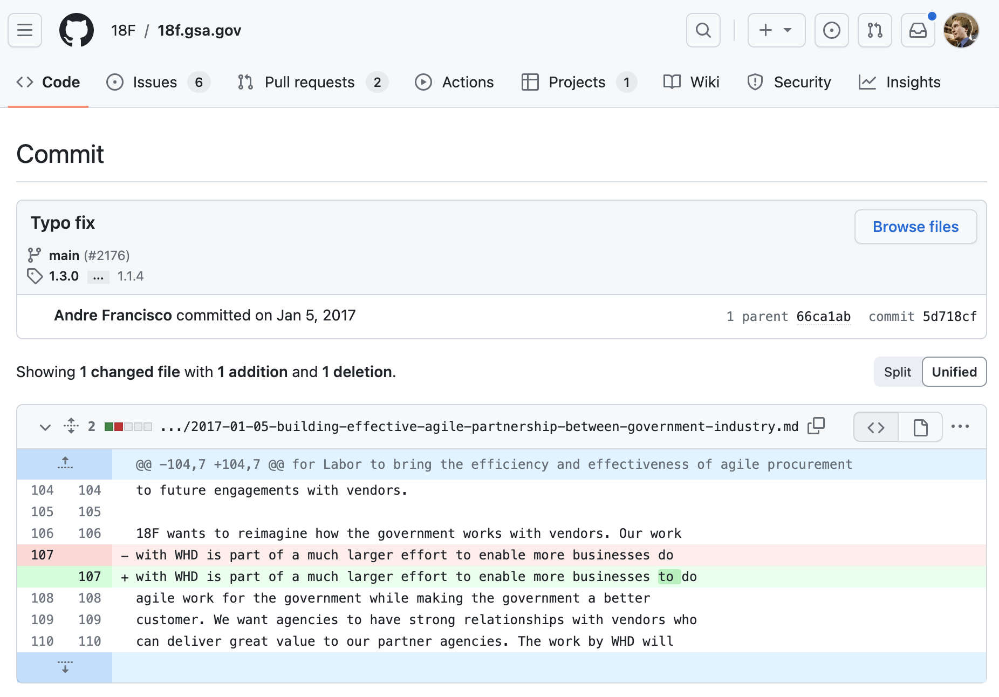 18F / 18f.gsa.gov
Code Issues 6 Pull requests 2 Actions Projects 1 Wiki Security Insights
Commit
Typo fix
Browse files
main (#2176)
1.3.0 ... 1.1.4
Andre Francisco committed on Jan 5, 2017 1 parent 66ca1ab commit 5d718cf
Showing 1 changed file with 1 addition and 1 deletion. Split Unified
2 .../2017-01-05-building-effective-agile-partnership-between-government-industry.md
@@ -104,7 +104,7 @@ for Labor to bring the efficiency and effectiveness of agile procurement
104 104 to future engagements with vendors.
105 105
106 106 18F wants to reimagine how the government works with vendors. Our work
107 - with WHD is part of a much larger effort to enable more businesses do
107 + with WHD is part of a much larger effort to enable more businesses to do
108 108 agile work for the government while making the government a better
109 109 customer. We want agencies to have strong relationships with vendors who
110 110 can deliver great value to our partner agencies. The work by WHD will